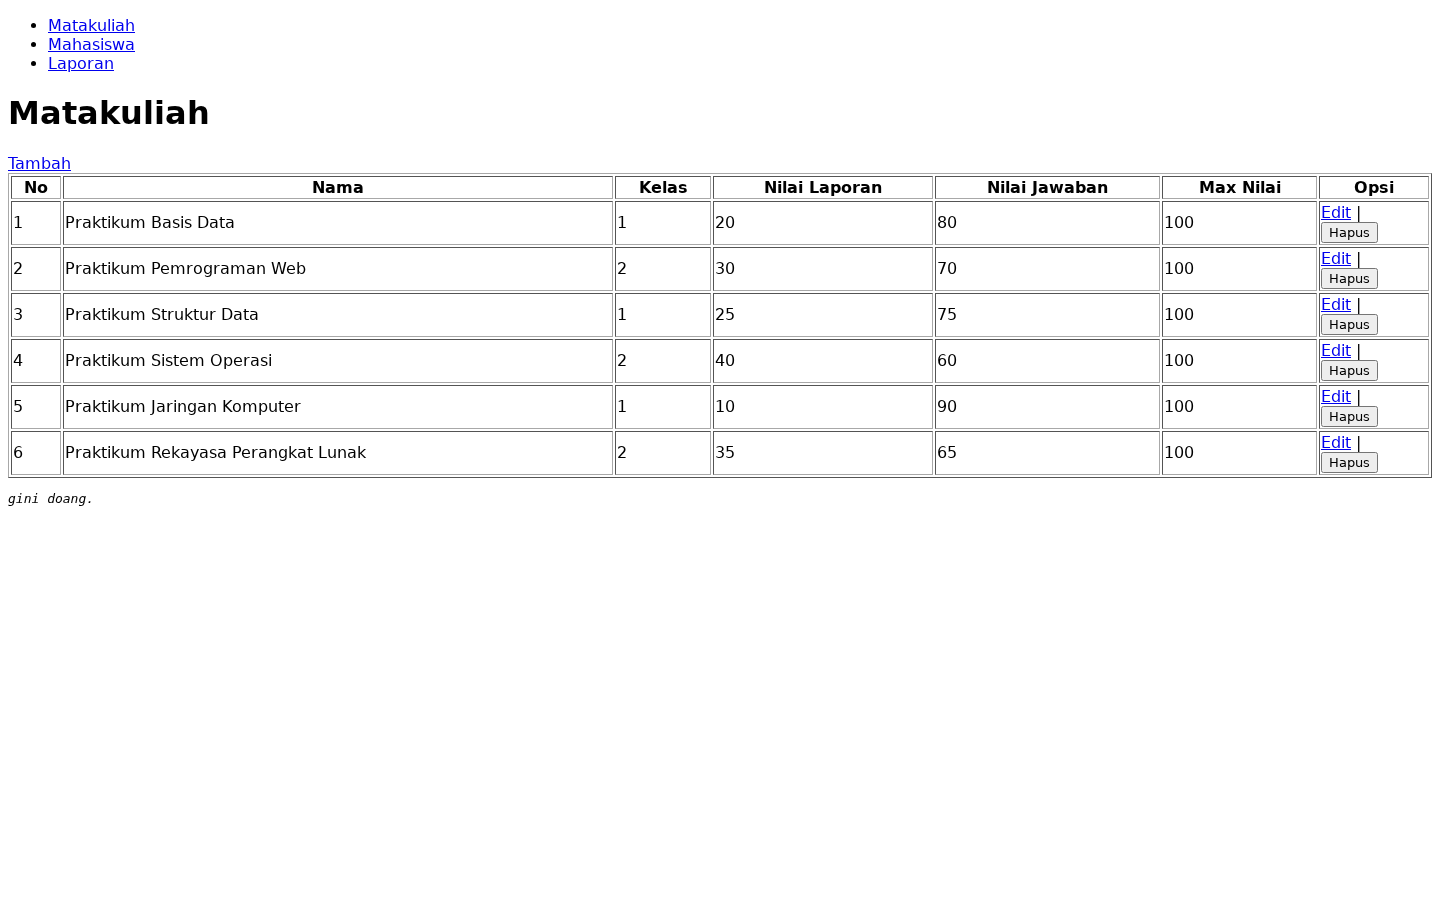 Matakuliah
Mahasiswa
Laporan
Matakuliah
Tambah
No Nama Kelas Nilai Laporan Nilai Jawaban Max Nilai Opsi
1 Praktikum Basis Data 1 20 80 100 Edit |
Hapus
2 Praktikum Pemrograman Web 2 30 70 100 Edit |
Hapus
3 Praktikum Struktur Data 1 25 75 100 Edit |
Hapus
4 Praktikum Sistem Operasi 2 40 60 100 Edit |
Hapus
5 Praktikum Jaringan Komputer 1 10 90 100 Edit |
Hapus
6 Praktikum Rekayasa Perangkat Lunak 2 35 65 100 Edit |
Hapus
gini doang.